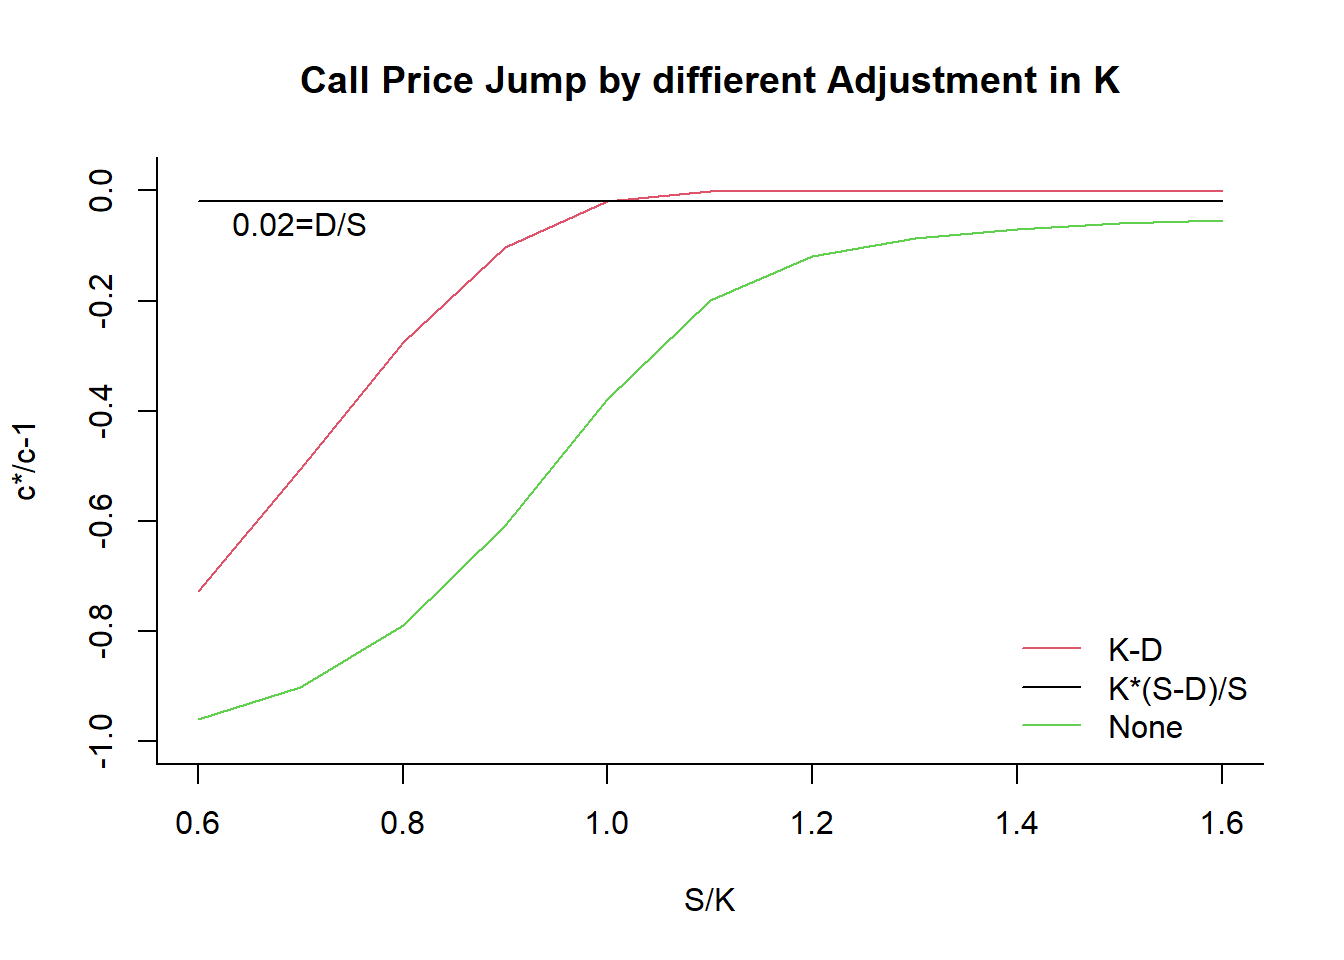 Call Price Jump by diffierent Adjustment in K
c*/c-1
0.0
-0.2
-0.4
-0.6
-0.8
-1.0
0.02=D/S
K-D
K*(S-D)/S
None
0.6 0.8 1.0 1.2 1.4 1.6
S/K